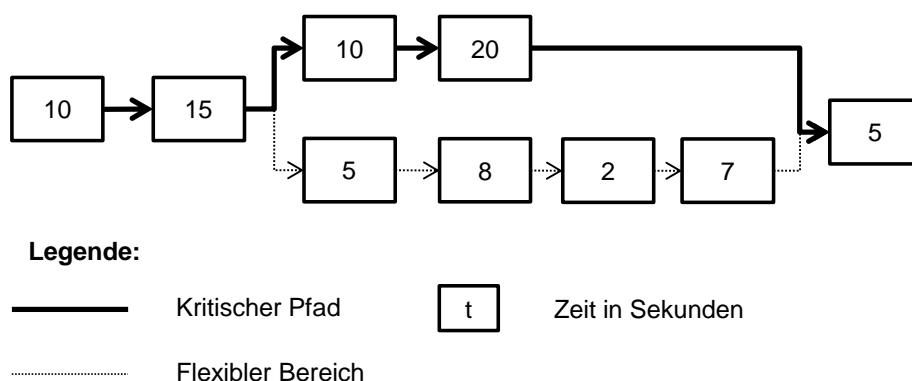 10 20
10 15
5
5 8 2 7
Legende:
Kritischer Pfad t Zeit in Sekunden
Flexibler Bereich